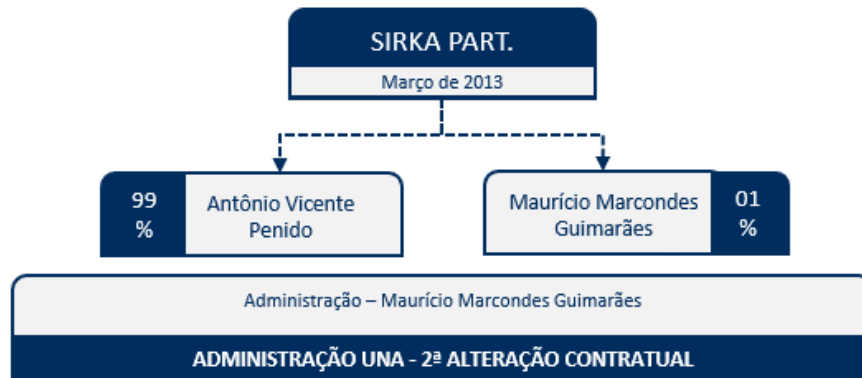 SIRKA PART.
Março de 2013
99
%
Antônio Vicente
Penido
Maurício Marcondes
Guimarães
01
%
Administração – Maurício Marcondes Guimarães
ADMINISTRAÇÃO UNA - 2ª ALTERAÇÃO CONTRATUAL